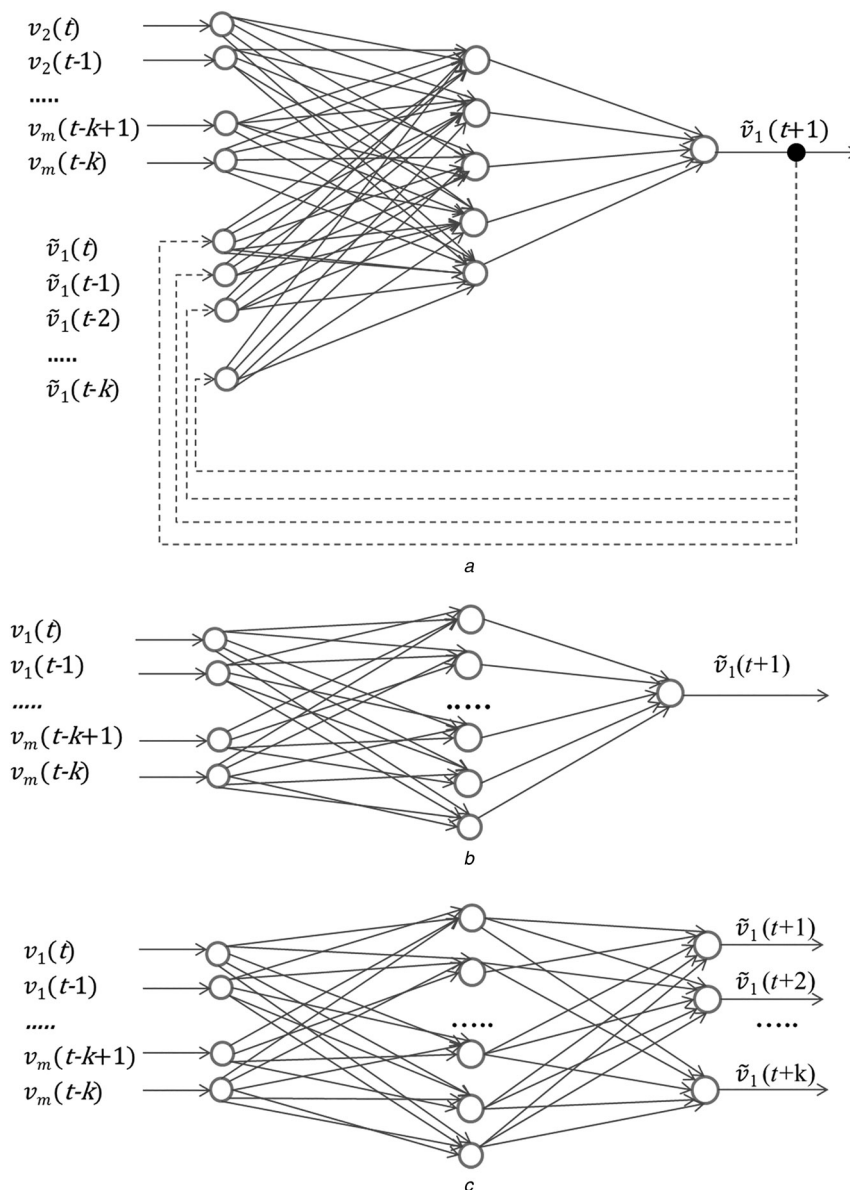 v₂(t)
v₂(t-1)
.....
vₘ(t-k+1)
vₘ(t-k)
ṽ₁(t+1)
ṽ₁(t)
ṽ₁(t-1)
ṽ₁(t-2)
.....
ṽ₁(t-k)
a
v₁(t)
v₁(t-1)
.....
vₘ(t-k+1)
vₘ(t-k)
.....
ṽ₁(t+1)
b
v₁(t)
v₁(t-1)
.....
vₘ(t-k+1)
vₘ(t-k)
.....
ṽ₁(t+1)
ṽ₁(t+2)
.....
ṽ₁(t+k)
c